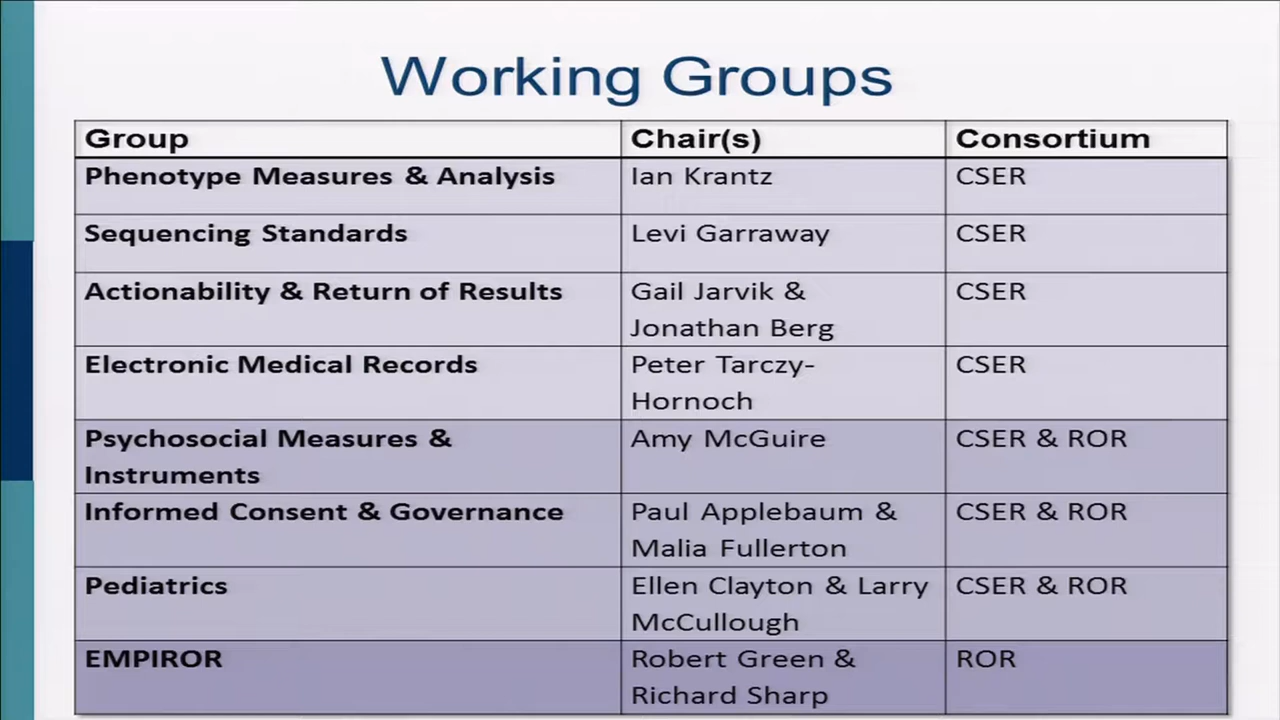 Working Groups
Group Chair(s) Consortium
Phenotype Measures & Analysis Ian Krantz CSER
Sequencing Standards Levi Garraway CSER
Actionability & Return of Results Gail Jarvik & CSER
Jonathan Berg
Electronic Medical Records Peter Tarczy- CSER
Hornoch
Psychosocial Measures & Amy McGuire CSER & ROR
Instruments
Informed Consent & Governance Paul Applebaum & CSER & ROR
Malia Fullerton
Pediatrics Ellen Clayton & Larry CSER & ROR
McCullough
EMPIROR Robert Green & ROR
Richard Sharp